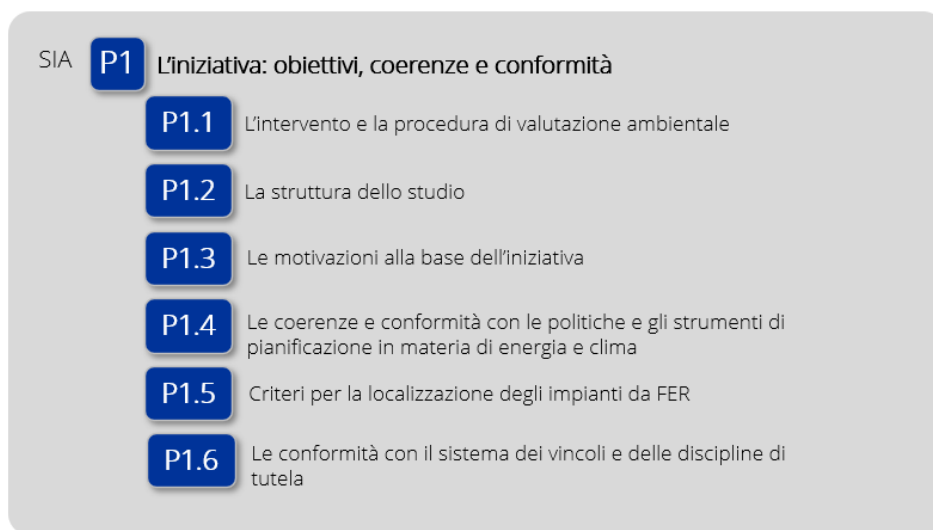 SIA P1 L'iniziativa: obiettivi, coerenze e conformità
P1.1 L'intervento e la procedura di valutazione ambientale
P1.2 La struttura dello studio
P1.3 Le motivazioni alla base dell'iniziativa
P1.4 Le coerenze e conformità con le politiche e gli strumenti di
pianificazione in materia di energia e clima
P1.5 Criteri per la localizzazione degli impianti da FER
P1.6 Le conformità con il sistema dei vincoli e delle discipline di
tutela